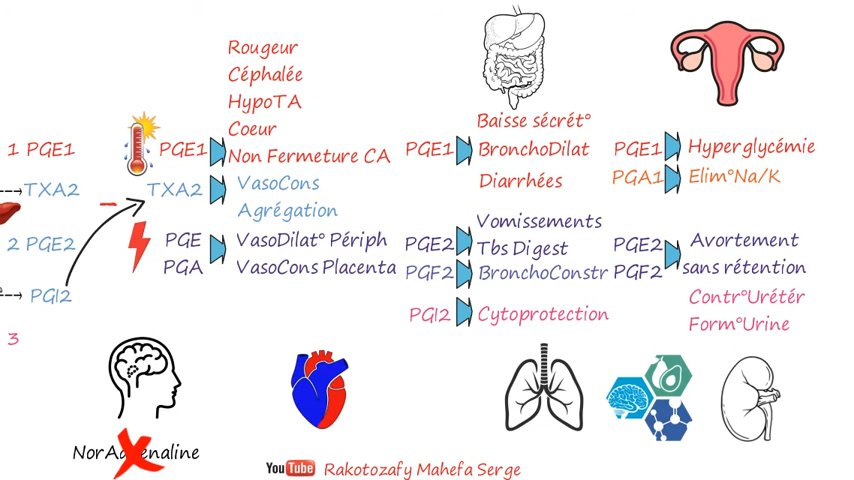 1 PGE1
TXA2
2 PGE2
PGI2
3
PGE1
Rougeur
Céphalée
HypoTA
Coeur
Non Fermeture CA
TXA2
VasoCons
Agrégation
PGE
PGA
VasoDilat° Périph
VasoCons Placenta
PGE1
Baisse sécrét°
BronchoDilat
Diarrhées
PGE2
Vomissements
Tbs Digest
PGF2
BronchoConstr
PGI2
Cytoprotection
PGE1
Hyperglycémie
PGA1
Elim°Na/K
PGE2
PGF2
Avortement
sans rétention
Contr°Urétér
Form°Urine
NorAdrenaline
YouTube Rakotozafy Mahefa Serge